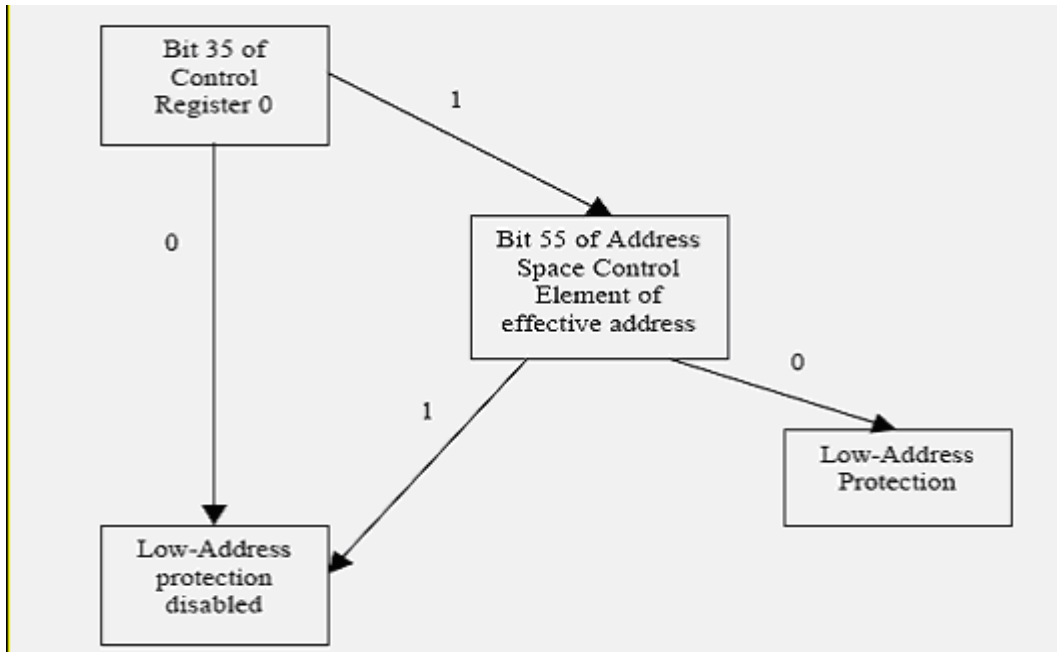 Bit 35 of
Control
Register 0
1
0
Bit 55 of Address
Space Control
Element of
effective address
0
1
Low-Address
Protection
Low-Address
protection
disabled